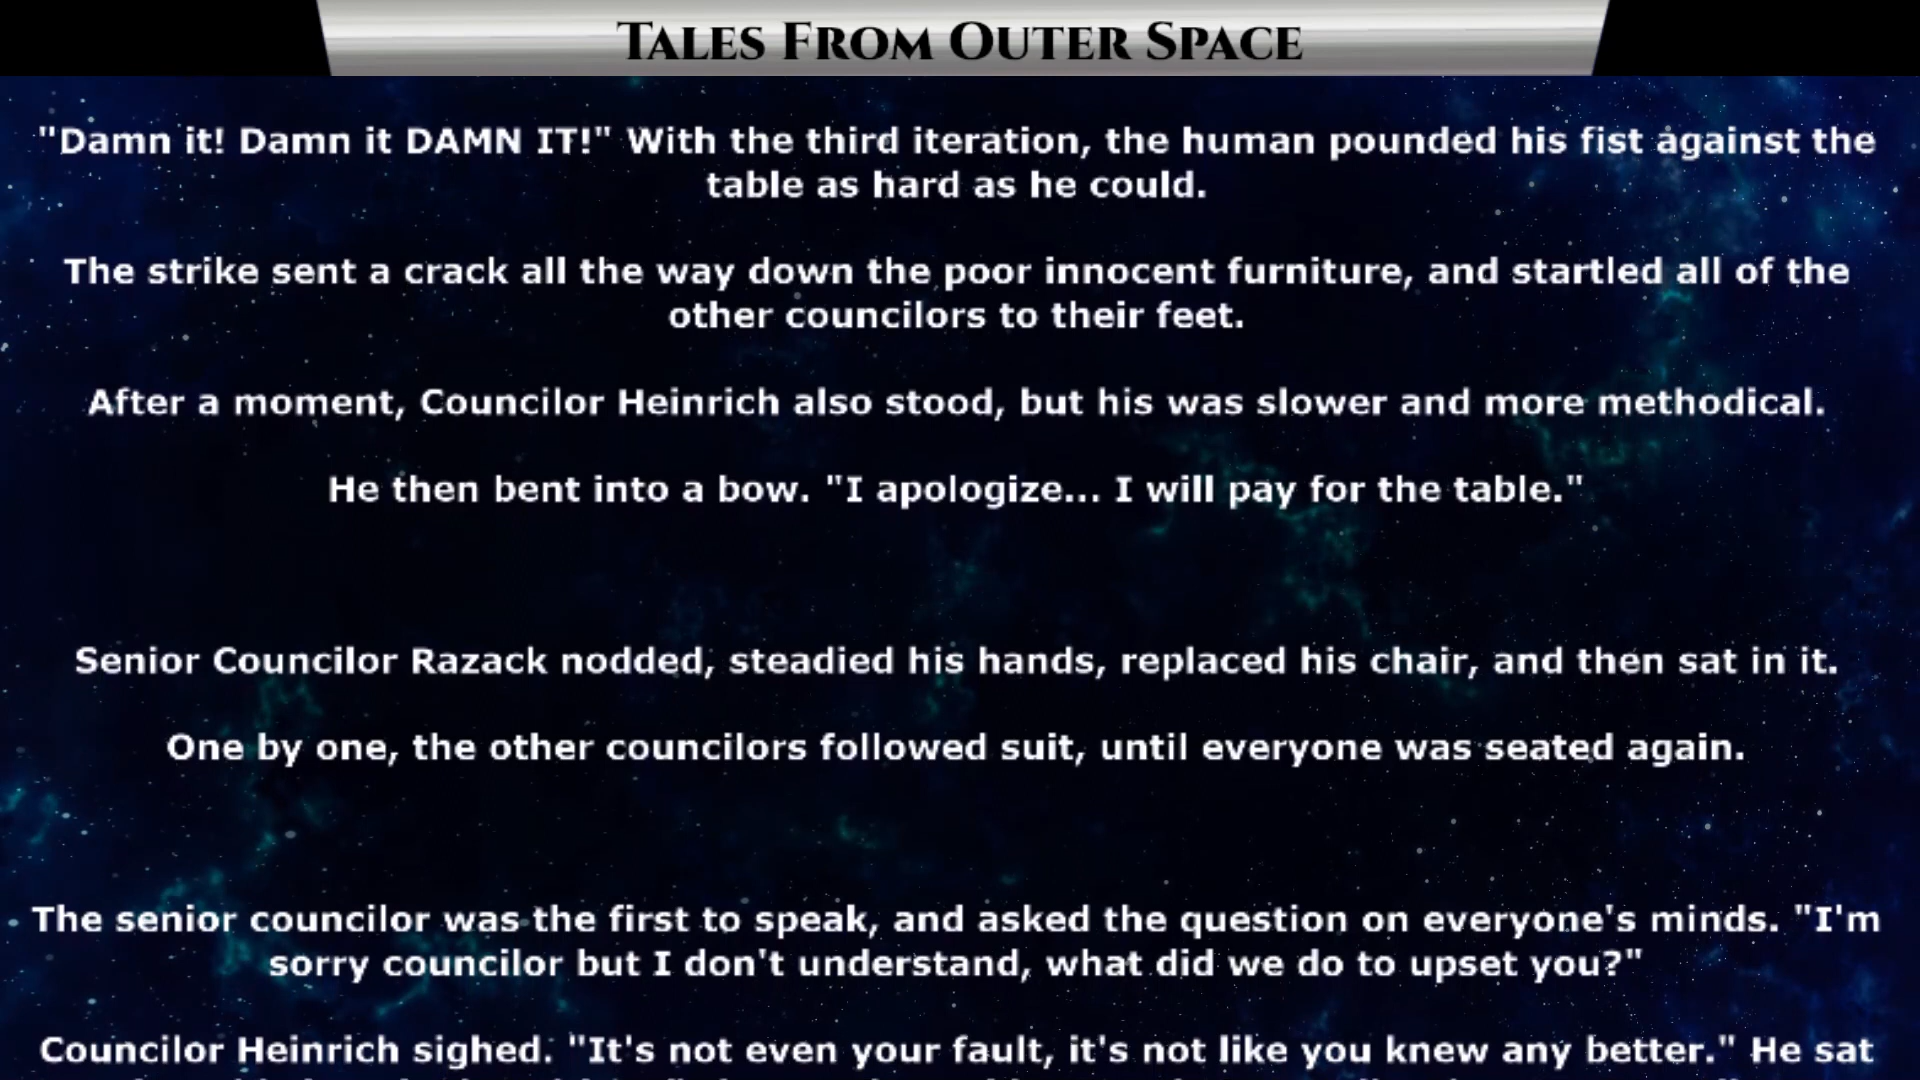 Tales From Outer Space
"Damn it! Damn it DAMN IT!" With the third iteration, the human pounded his fist against the
table as hard as he could.
The strike sent a crack all the way down the poor innocent furniture, and startled all of the
other councilors to their feet.
After a moment, Councilor Heinrich also stood, but his was slower and more methodical.
He then bent into a bow. "I apologize... I will pay for the table."
Senior Councilor Razack nodded, steadied his hands, replaced his chair, and then sat in it.
One by one, the other councilors followed suit, until everyone was seated again.
The senior councilor was the first to speak, and asked the question on everyone's minds. "I'm
sorry councilor but I don't understand, what did we do to upset you?"
Councilor Heinrich sighed. "It's not even your fault, it's not like you knew any better." He sat